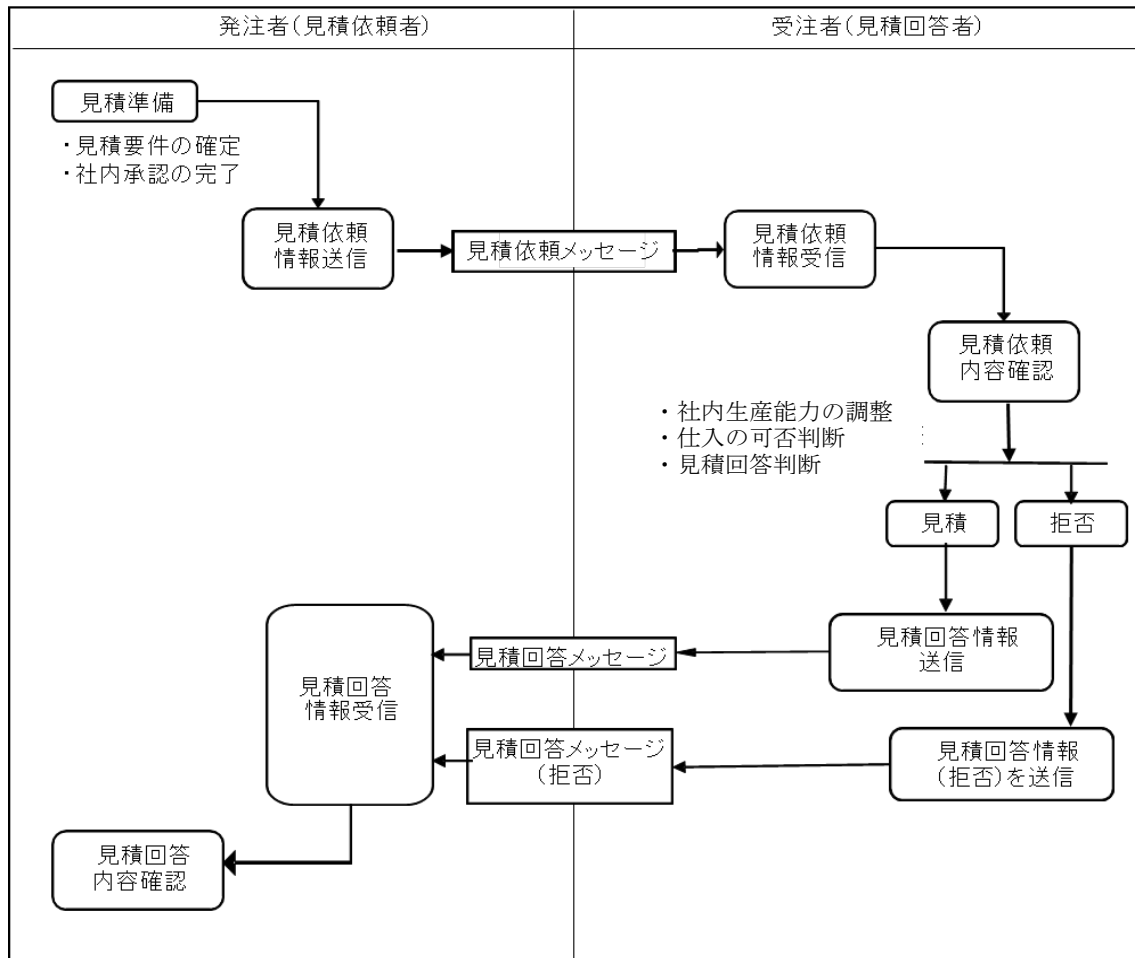 発注者(見積依頼者)
受注者(見積回答者)
見積準備
・見積要件の確定
・社内承認の完了
見積依頼
情報送信
見積依頼メッセージ
見積依頼
情報受信
見積依頼
内容確認
・社内生産能力の調整
・仕入の可否判断
・見積回答判断
見積
拒否
見積回答情報
送信
見積回答メッセージ
見積回答
情報受信
見積回答メッセージ
(拒否)
見積回答情報
(拒否)を送信
見積回答
内容確認